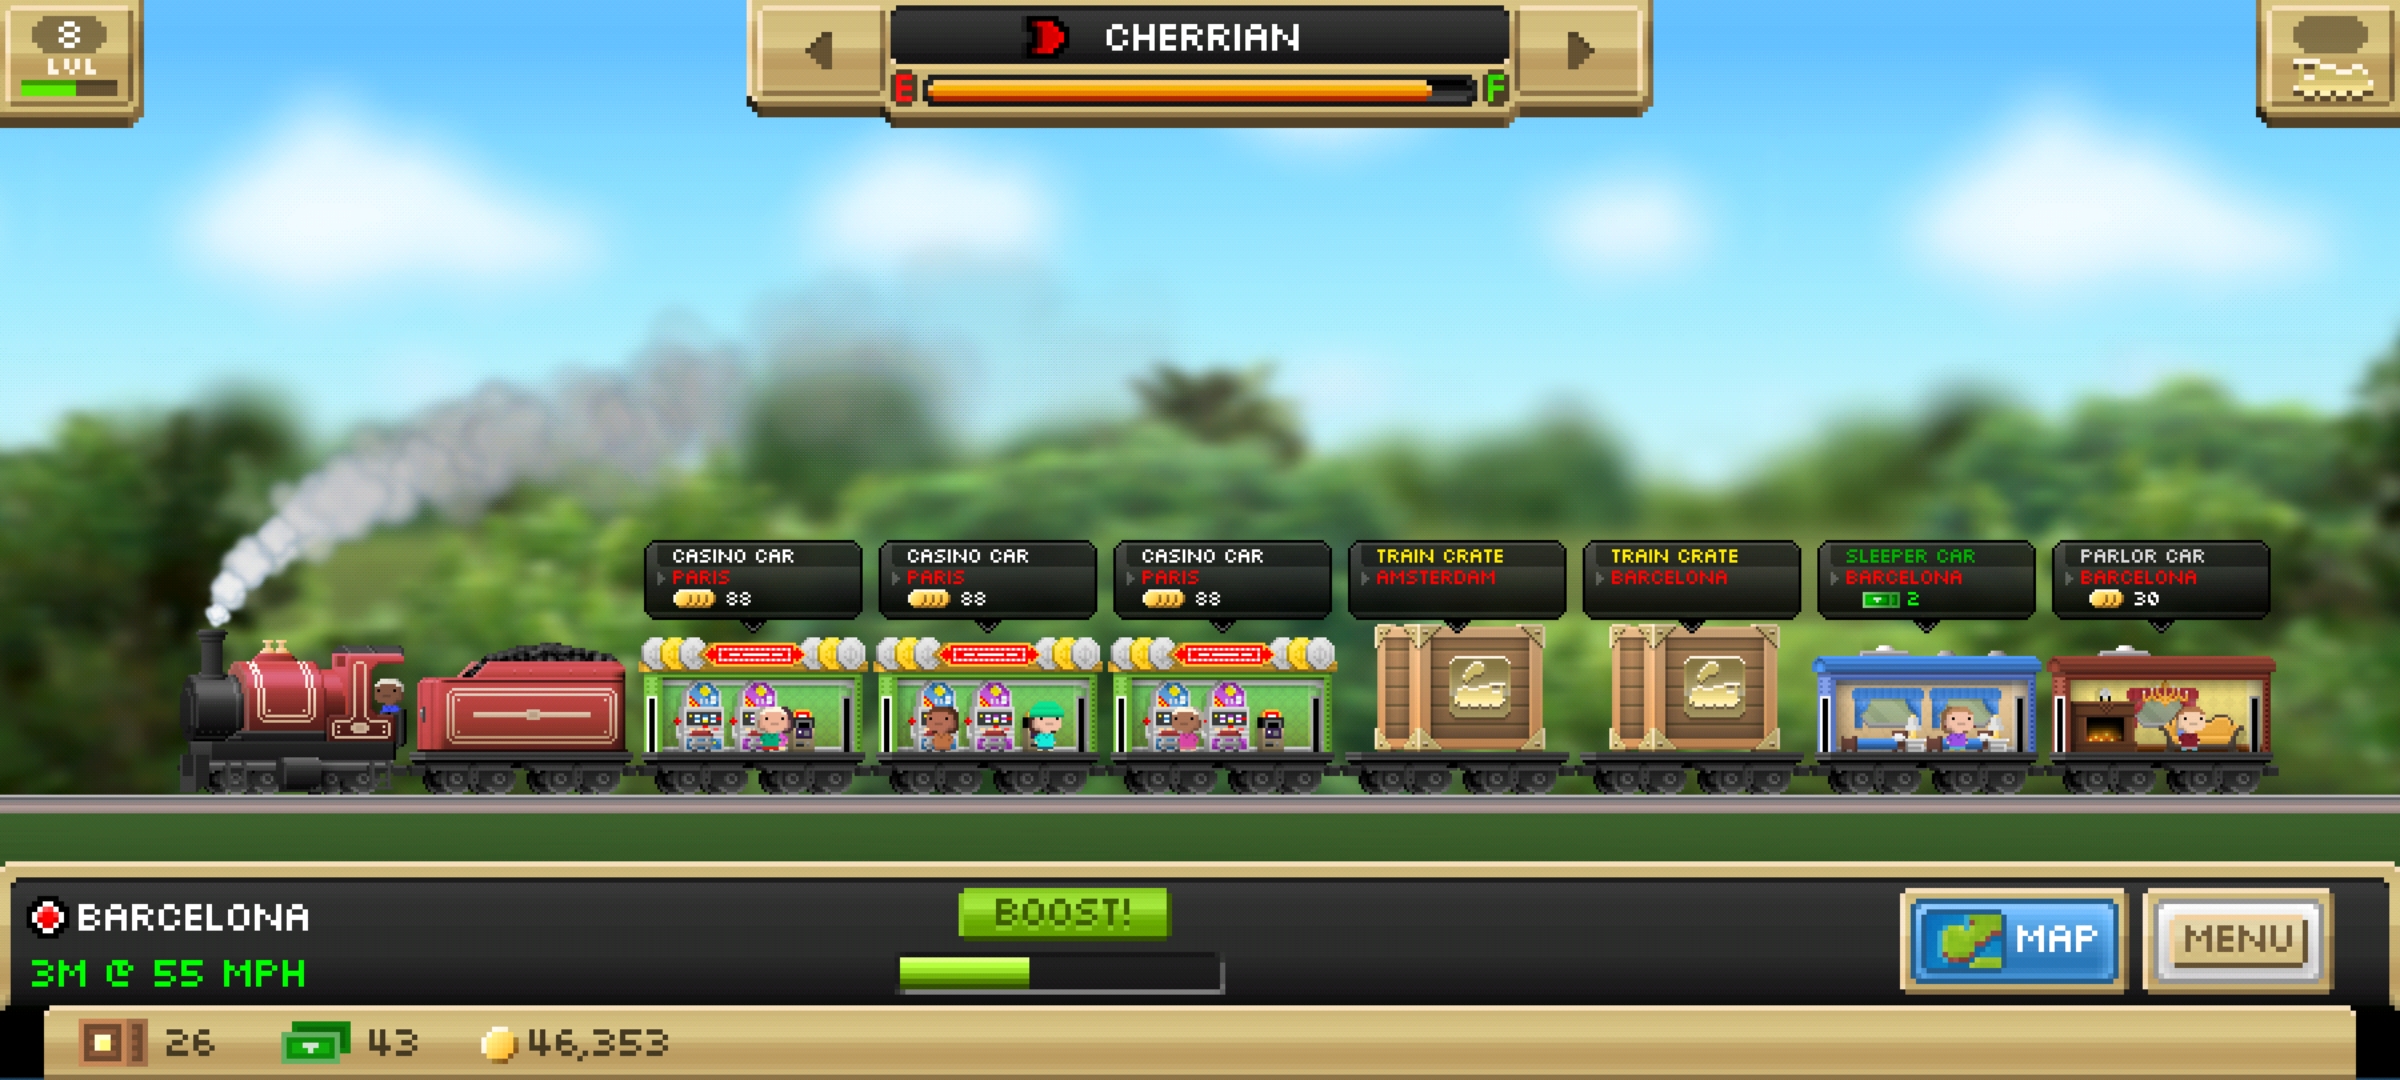 8
LVL
CHERRIAN
E
F
CASINO CAR
PARIS
88
CASINO CAR
PARIS
88
CASINO CAR
PARIS
88
TRAIN CRATE
AMSTERDAM
TRAIN CRATE
BARCELONA
SLEEPER CAR
BARCELONA
2
PARLOR CAR
BARCELONA
30
BARCELONA
3M @ 55 MPH
BOOST!
MAP
MENU
26
43
46,353